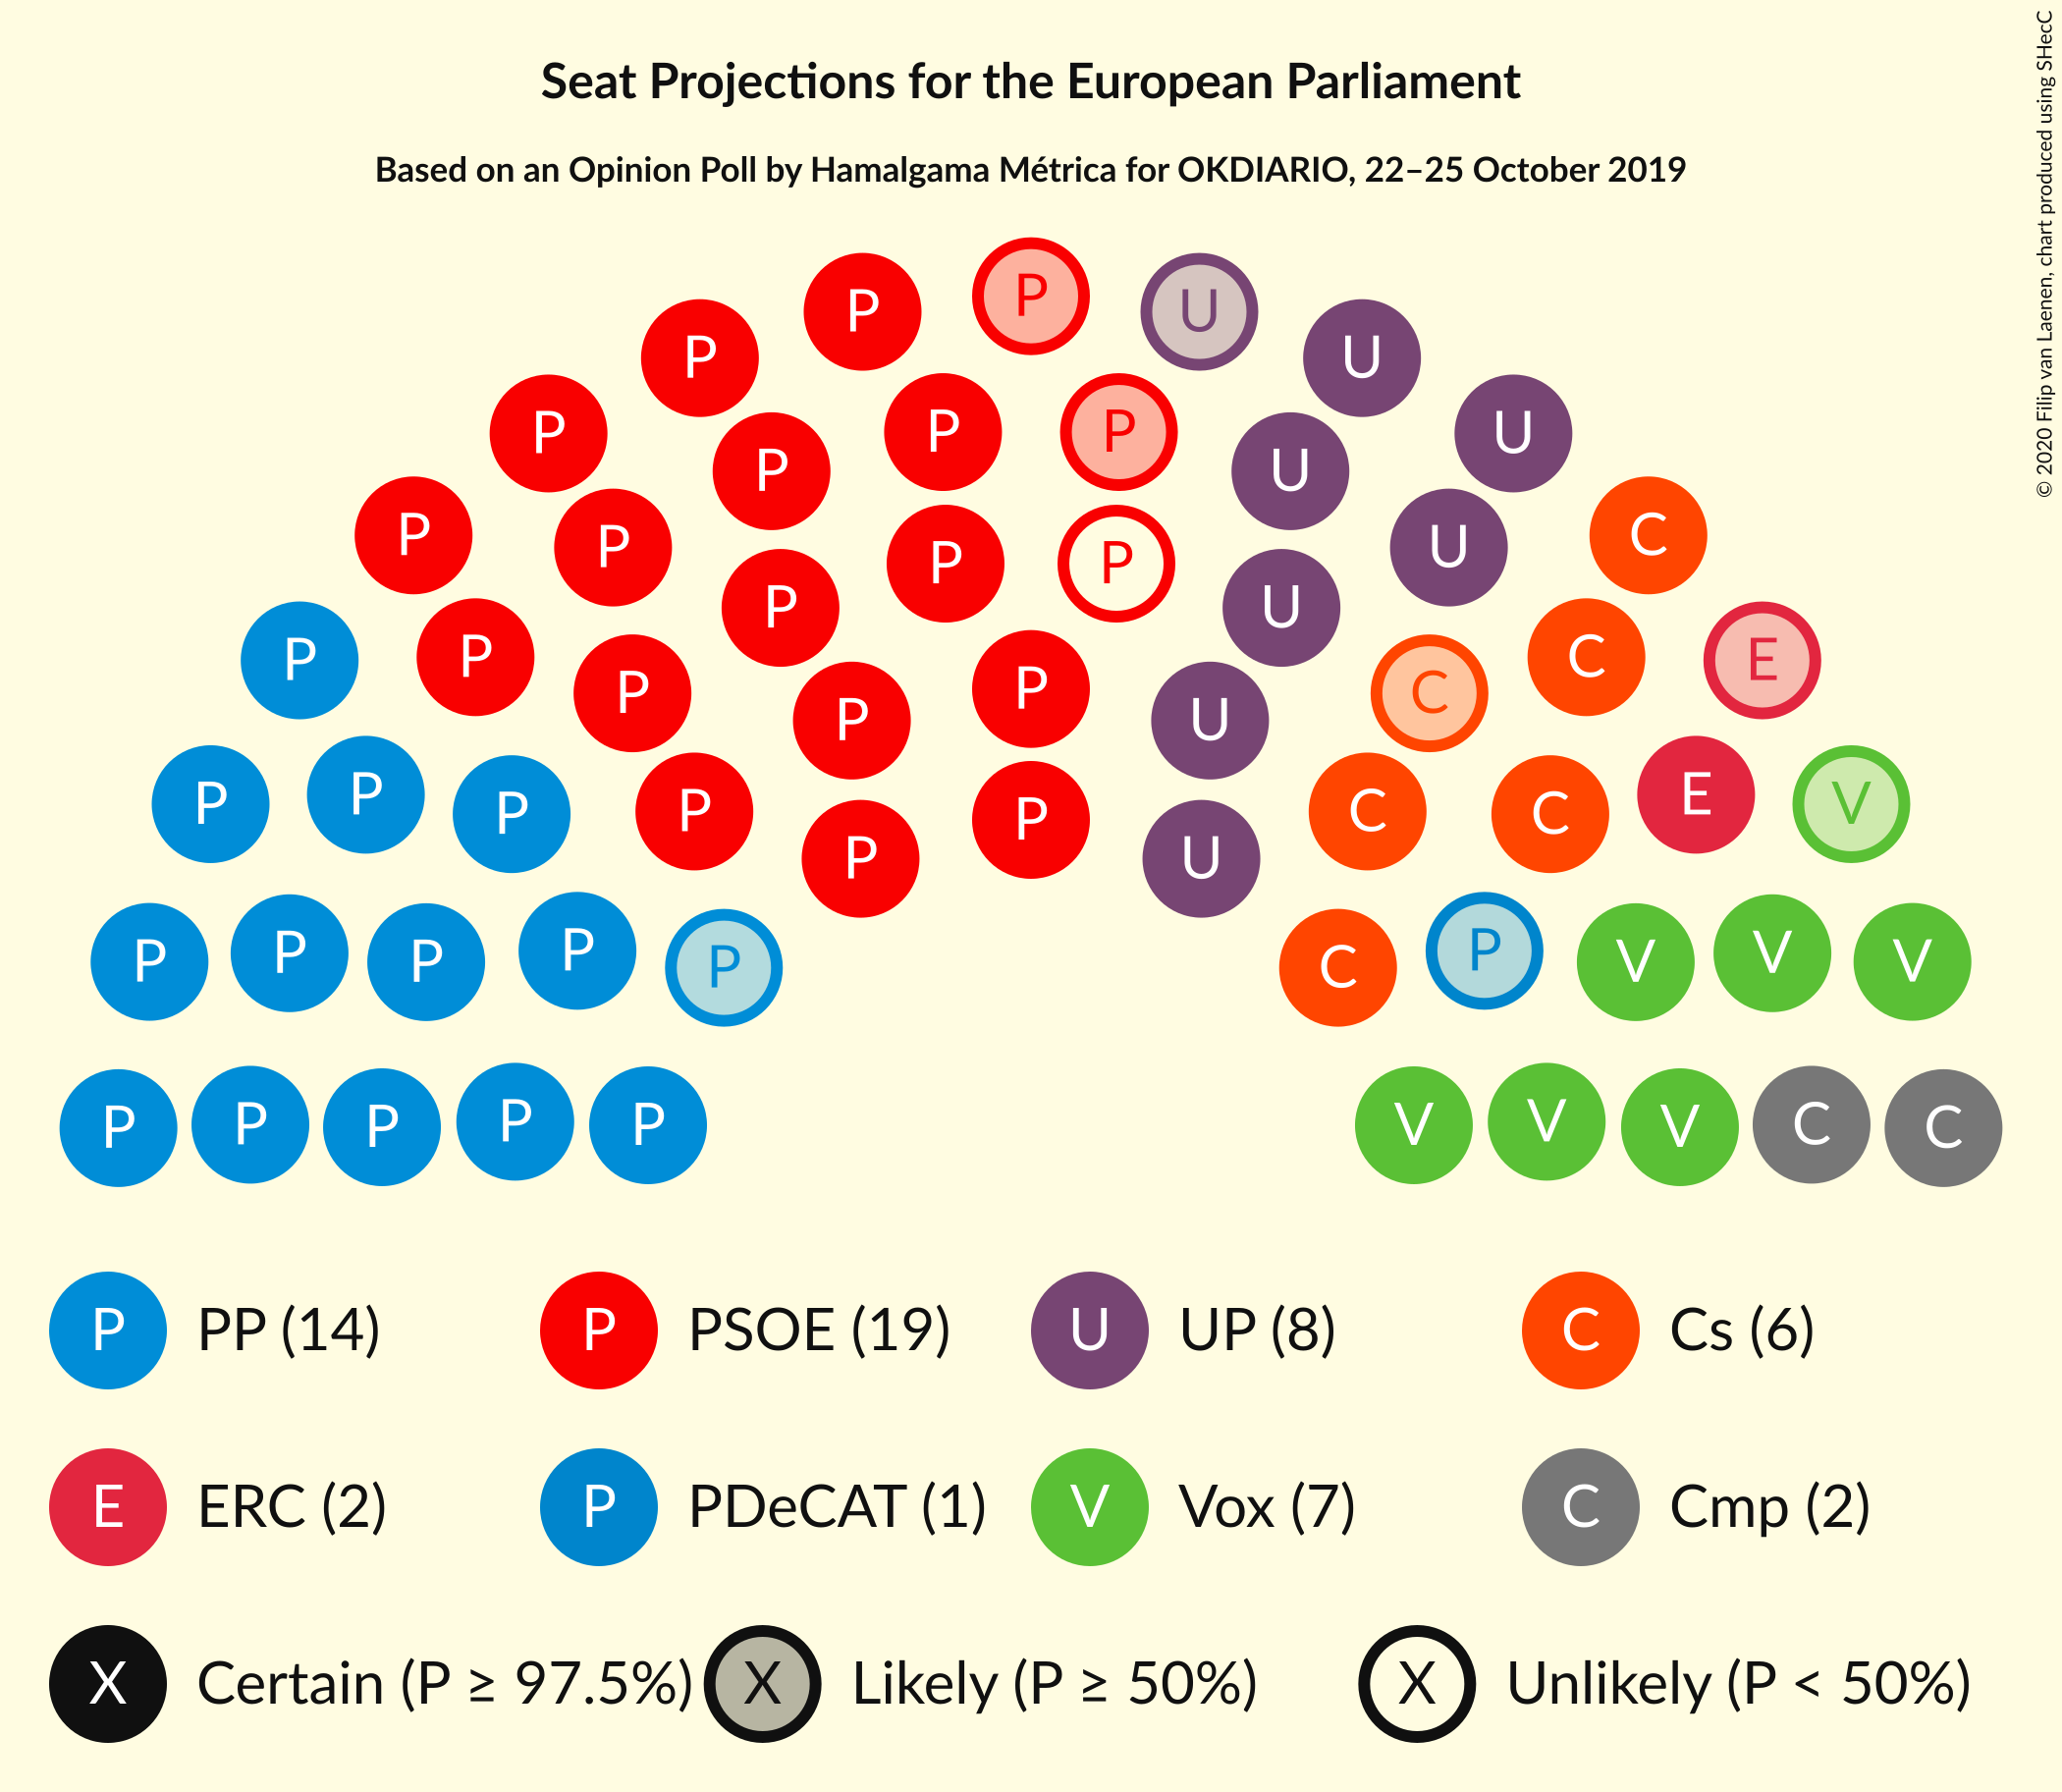 Seat Projections for the European Parliament
Based on an Opinion Poll by Hamalgama Métrica for OKDIARIO, 22–25 October 2019
© 2020 Filip van Laenen, chart produced using SHecC
P U
P U
P U
P P
P U
P U
P C
P P
P U
P U
P C E
P P C
P U
P P P C C E V
P C
P U
P P P P P C P V V V
P P P P P V V V C C
P PP (14) P PSOE (19) U UP (8) C Cs (6)
E ERC (2) P PDeCAT (1) V Vox (7) C Cmp (2)
X Certain (P ≥ 97.5%) X Likely (P ≥ 50%) X Unlikely (P < 50%)